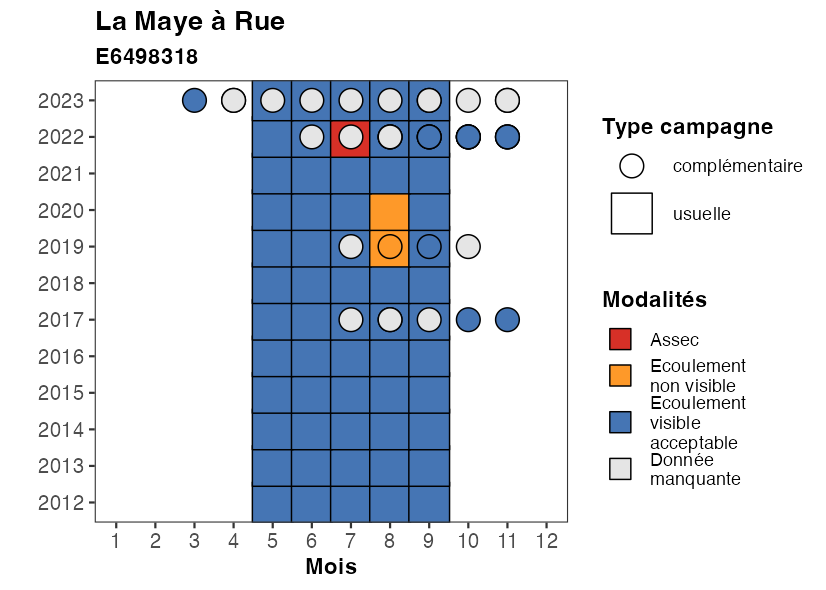 La Maye à Rue
E6498318
2023
2022
2021
2020
2019
2018
2017
2016
2015
2014
2013
2012
1 2 3 4 5 6 7 8 9 10 11 12
Mois
Type campagne
complémentaire
usuelle
Modalités
Assec
Ecoulement
non visible
Ecoulement
visible
acceptable
Donnée
manquante